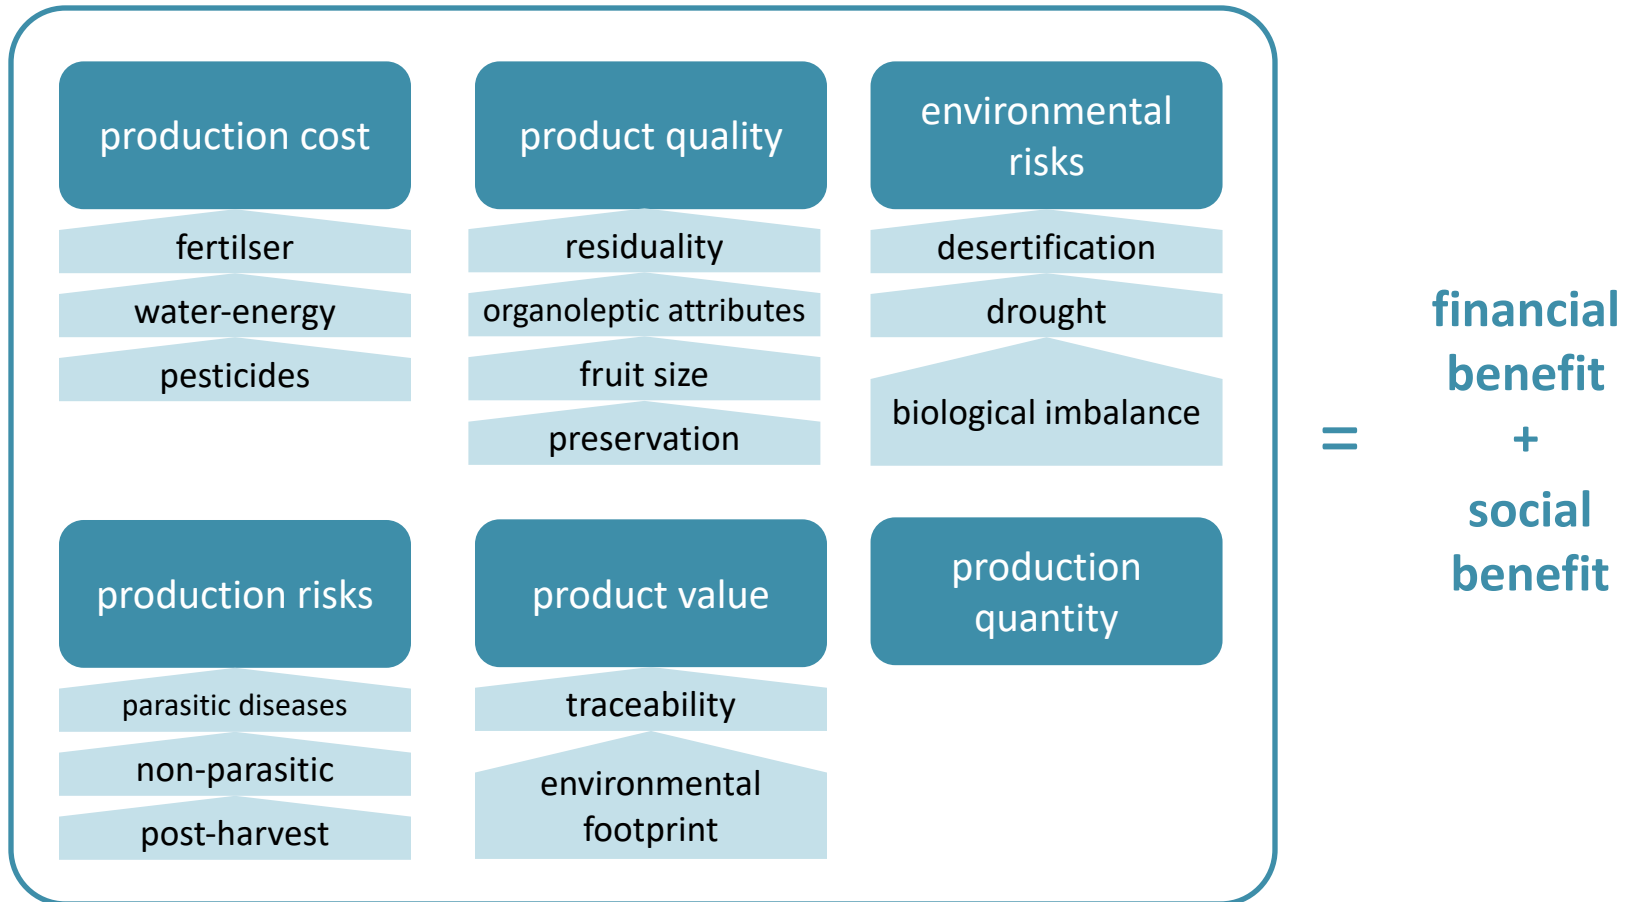 production cost
fertilser
water-energy
pesticides
product quality
residuality
organoleptic attributes
fruit size
preservation
environmental
risks
desertification
drought
biological imbalance
production risks
parasitic diseases
non-parasitic
post-harvest
product value
traceability
environmental
footprint
production
quantity
=
financial
benefit
+
social
benefit